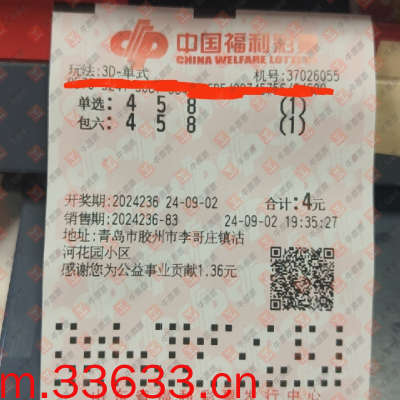 中国福利彩票
CHINA WELFARE LOTTERY
玩法:3D-单式 机号:37026055
单选: 4 5 8 (1)
包六: 4 5 8 (1)
开奖期:2024236 24-09-02 合计:4元
销售期:2024236-83 24-09-02 19:35:27
地址:青岛市胶州市李哥庄镇沽
河花园小区
感谢您为公益事业贡献1.36元
m.33633.cn